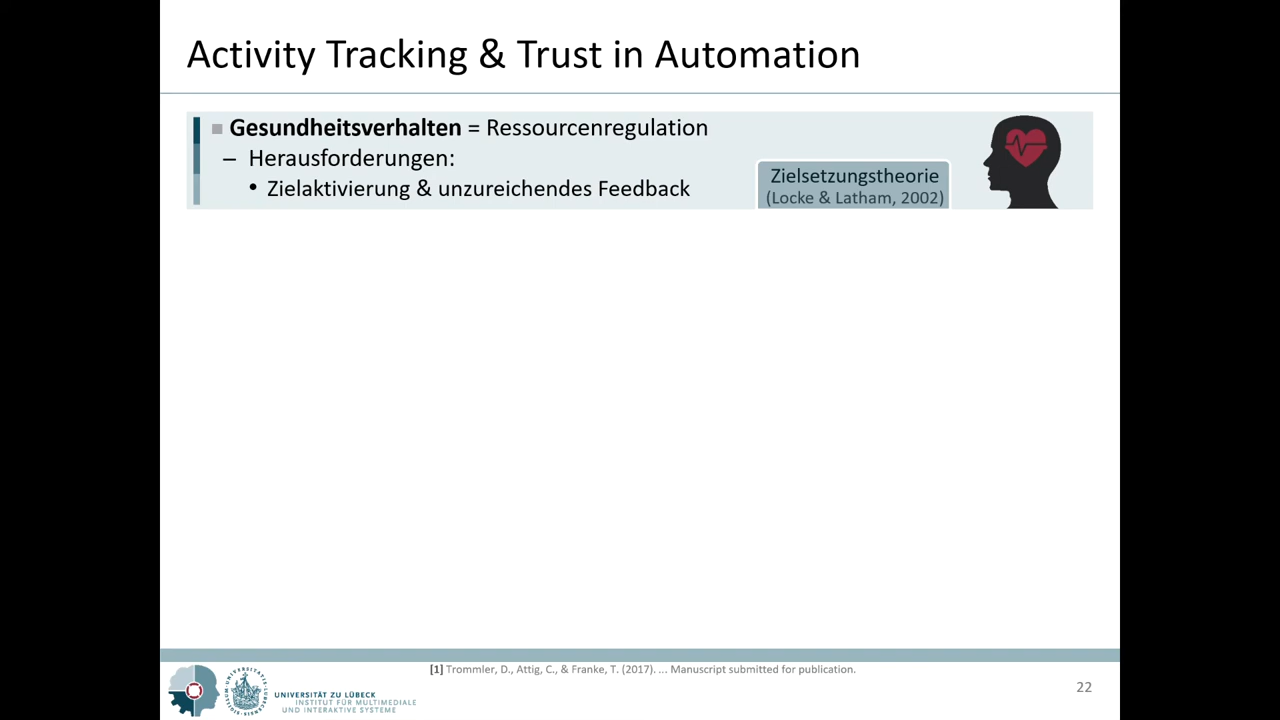 Activity Tracking & Trust in Automation
Gesundheitsverhalten = Ressourcenregulation
– Herausforderungen:
• Zielaktivierung & unzureichendes Feedback
Zielsetzungstheorie
(Locke & Latham, 2002)
[1] Trommler, D., Attig, C., & Franke, T. (2017). ... Manuscript submitted for publication.
UNIVERSITÄT ZU LÜBECK
INSTITUT FÜR MULTIMEDIALE
UND INTERAKTIVE SYSTEME
22